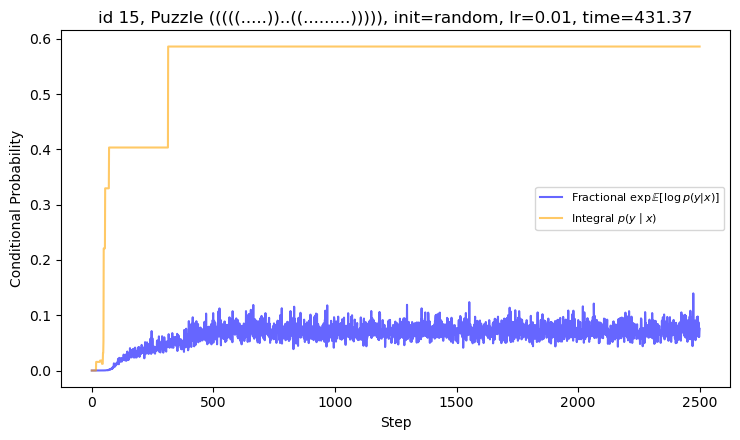 id 15, Puzzle (((((.....))..((.........))))), init=random, lr=0.01, time=431.37
0.6
0.5
0.4
0.3
0.2
0.1
0.0
Conditional Probability
Fractional exp𝔼[log p(y|x)]
Integral p(y | x)
0 500 1000 1500 2000 2500
Step